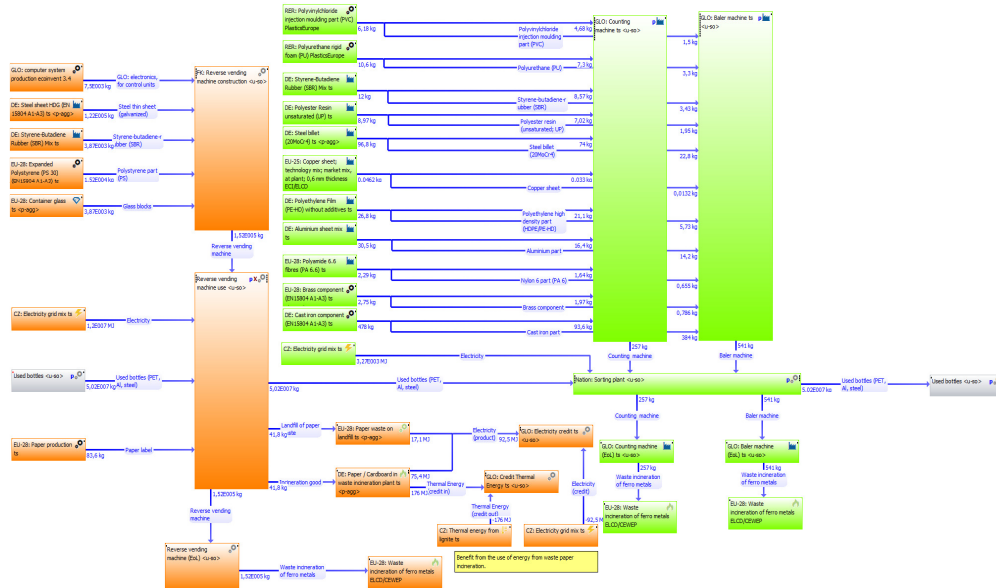 GLO: computer system
production ecoinvent 3.4
7,5E003 kg
GLO: electronics,
for control units
DE: Steel sheet HDG (EN
15804 A1-A3) ts <p-agg>
1,22E005 kg
Steel thin sheet
(galvanized)
DE: Styrene-Butadiene
Rubber (SBR) Mix ts
3,87E003 kg
Styrene-butadiene-r
ubber (SBR)
EU-28: Expanded
Polystyrene (PS 30)
(EN15804 A1-A3) ts
1,52E004 kg
Polystyrene part
(PS)
EU-28: Container glass
ts <p-agg>
3,87E003 kg
Glass blocks
FK: Reverse vending
machine construction <u-so>
1,52E005 kg
Reverse vending
machine
Reverse vending
machine use <u-so>
pX
CZ: Electricity grid mix ts
1,2E007 MJ
Electricity
Used bottles <u-so>
p
5,02E007 kg
Used bottles (PET,
Al, steel)
EU-28: Paper production
ts
83,6 kg
Paper label
1,52E005 kg
Reverse vending
machine
Reverse vending
machine (EoL) <u-so>
1,52E005 kg
Waste incineration
of ferro metals
EU-28: Waste
incineration of ferro metals
ELCD/CEWEP
5,02E007 kg
Used bottles (PET,
Al, steel)
Landfill of paper
41,8 kg
EU-28: Paper waste on
landfill ts <p-agg>
17,1 MJ
Incineration good
41,8 kg
DE: Paper / Cardboard in
waste incineration plant ts
<p-agg>
75,4 MJ
176 MJ
Electricity
(product)
92,5 MJ
GLO: Electricity credit ts
<u-so>
Thermal Energy
(credit in)
GLO: Credit Thermal
Energy ts <u-so>
Thermal Energy
(credit out)
-176 MJ
CZ: Thermal energy from
lignite ts
Electricity
(credit)
-92,5 MJ
CZ: Electricity grid mix ts
Benefit from the use of energy from waste paper
incineration.
RER: Polyvinylchloride
injection moulding part (PVC)
PlasticsEurope
6,18 kg
Polyvinylchloride
injection moulding
part (PVC)
4,68 kg
1,5 kg
RER: Polyurethane rigid
foam (PU) PlasticsEurope
10,6 kg
Polyurethane (PU)
7,3 kg
3,3 kg
DE: Styrene-Butadiene
Rubber (SBR) Mix ts
12 kg
Styrene-butadiene-r
ubber (SBR)
8,57 kg
3,43 kg
DE: Polyester Resin
unsaturated (UP) ts
8,97 kg
Polyester resin
(unsaturated; UP)
7,02 kg
1,95 kg
DE: Steel billet
(20MoCr4) ts <p-agg>
96,8 kg
Steel billet
(20MoCr4)
74 kg
22,8 kg
EU-25: Copper sheet;
technology mix; market mix,
at plant; 0,6 mm thickness
ECI/ELCD
0,0462 kg
Copper sheet
0,033 kg
0,0132 kg
DE: Polyethylene Film
(PE-HD) without additives ts
26,8 kg
Polyethylene high
density part
(HDPE/PE-HD)
21,1 kg
5,73 kg
DE: Aluminium sheet mix
ts
30,5 kg
Aluminium part
16,4 kg
14,2 kg
EU-28: Polyamide 6.6
fibres (PA 6.6) ts
2,29 kg
Nylon 6 part (PA 6)
1,64 kg
0,655 kg
EU-28: Brass component
(EN15804 A1-A3) ts
2,75 kg
Brass component
1,97 kg
0,786 kg
DE: Cast iron component
(EN15804 A1-A3) ts
478 kg
Cast iron part
93,6 kg
384 kg
GLO: Counting
machine ts <u-so>
p
GLO: Baler machine ts
<u-so>
p
CZ: Electricity grid mix ts
3,27E003 MJ
Electricity
257 kg
Counting machine
541 kg
Baler machine
Nation: Sorting plant <u-so>
p
5,02E007 kg
Used bottles (PET,
Al, steel)
Used bottles <u-so>
p
257 kg
Counting
machine
541 kg
Baler machine
GLO: Counting machine
(EoL) ts <u-so>
GLO: Baler machine
(EoL) ts <u-so>
257 kg
Waste incineration
of ferro metals
541 kg
Waste incineration
of ferro metals
EU-28: Waste
incineration of ferro metals
ELCD/CEWEP
EU-28: Waste
incineration of ferro metals
ELCD/CEWEP